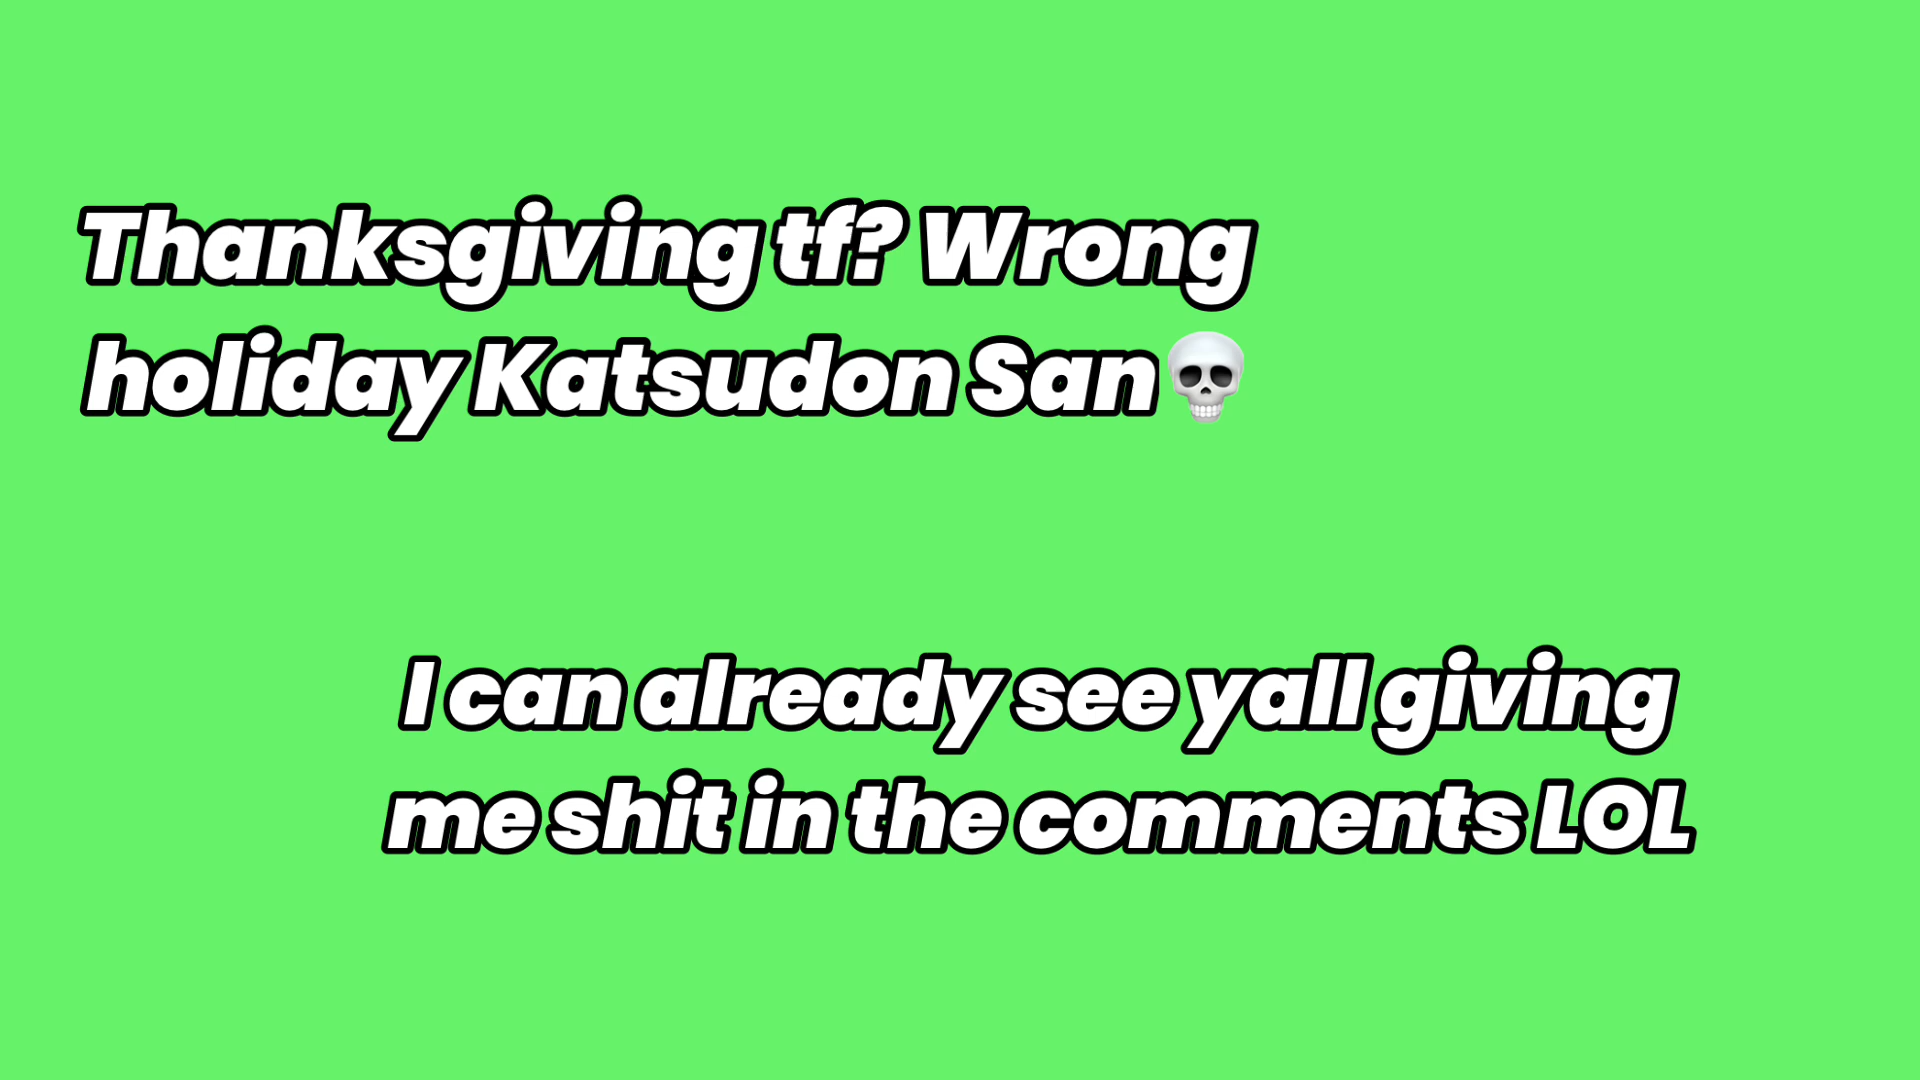 Thanksgiving tf? Wrong
holiday Katsudon San💀
I can already see yall giving
me shit in the comments LOL